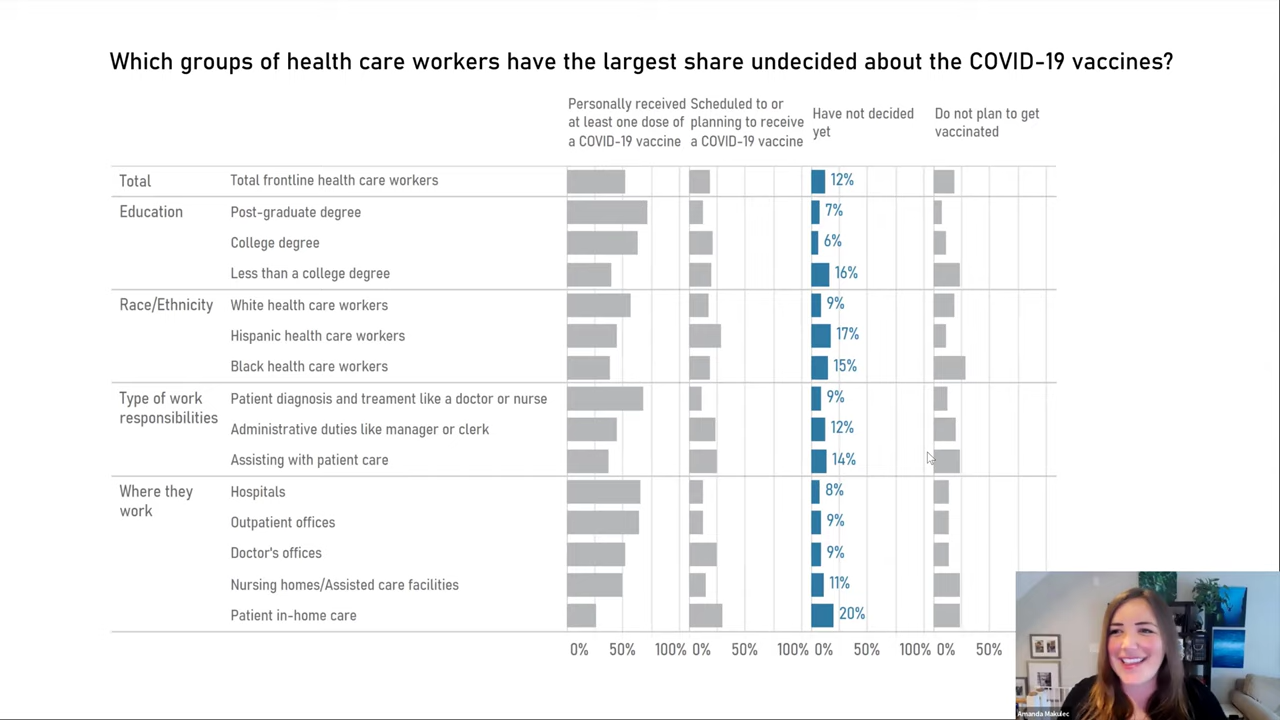 Which groups of health care workers have the largest share undecided about the COVID-19 vaccines?
Personally received
at least one dose of
a COVID-19 vaccine
Scheduled to or
planning to receive
a COVID-19 vaccine
Have not decided
yet
Do not plan to get
vaccinated
Total
Total frontline health care workers
12%
Education
Post-graduate degree
7%
College degree
6%
Less than a college degree
16%
Race/Ethnicity
White health care workers
9%
Hispanic health care workers
17%
Black health care workers
15%
Type of work
responsibilities
Patient diagnosis and treament like a doctor or nurse
9%
Administrative duties like manager or clerk
12%
Assisting with patient care
14%
Where they
work
Hospitals
8%
Outpatient offices
9%
Doctor's offices
9%
Nursing homes/Assisted care facilities
11%
Patient in-home care
20%
0% 50% 100% 0% 50% 100% 0% 50% 100% 0% 50%
Amanda Makulec